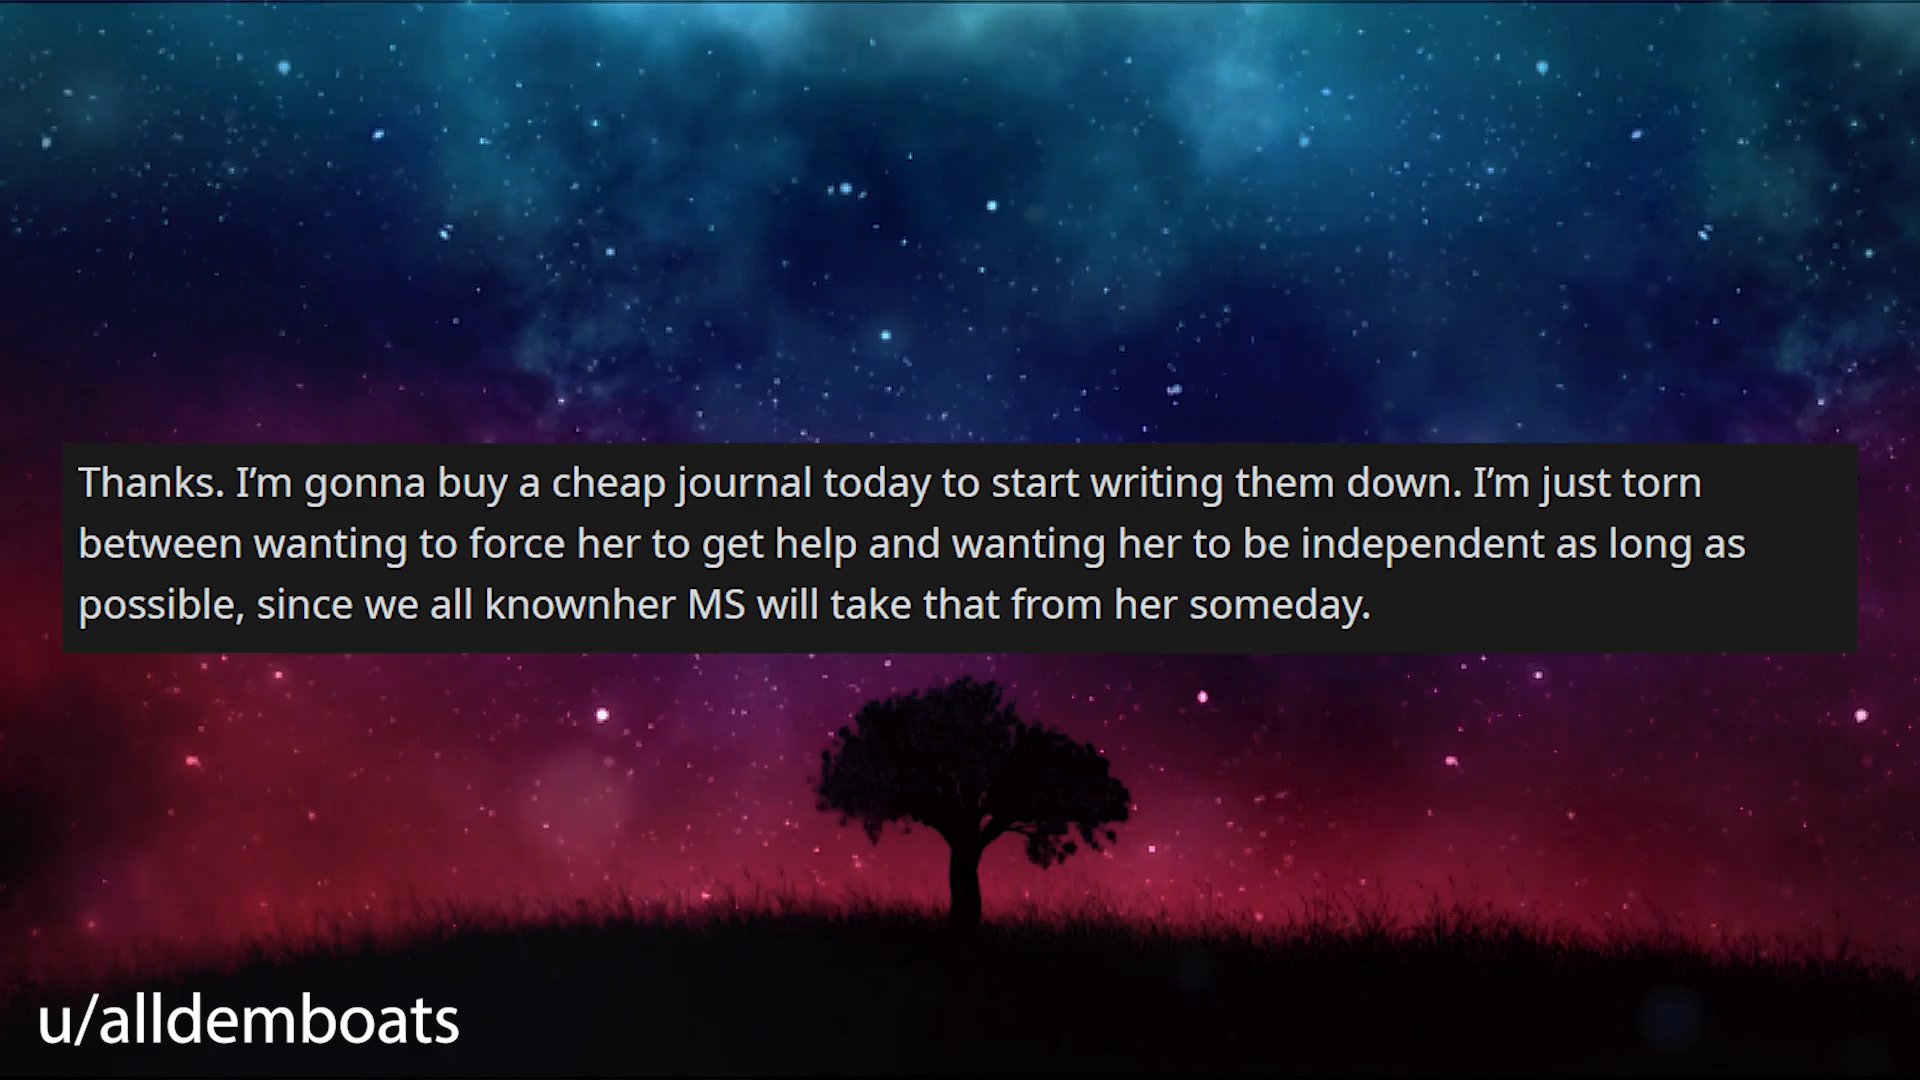 Thanks. I’m gonna buy a cheap journal today to start writing them down. I’m just torn
between wanting to force her to get help and wanting her to be independent as long as
possible, since we all knownher MS will take that from her someday.
u/alldemboats